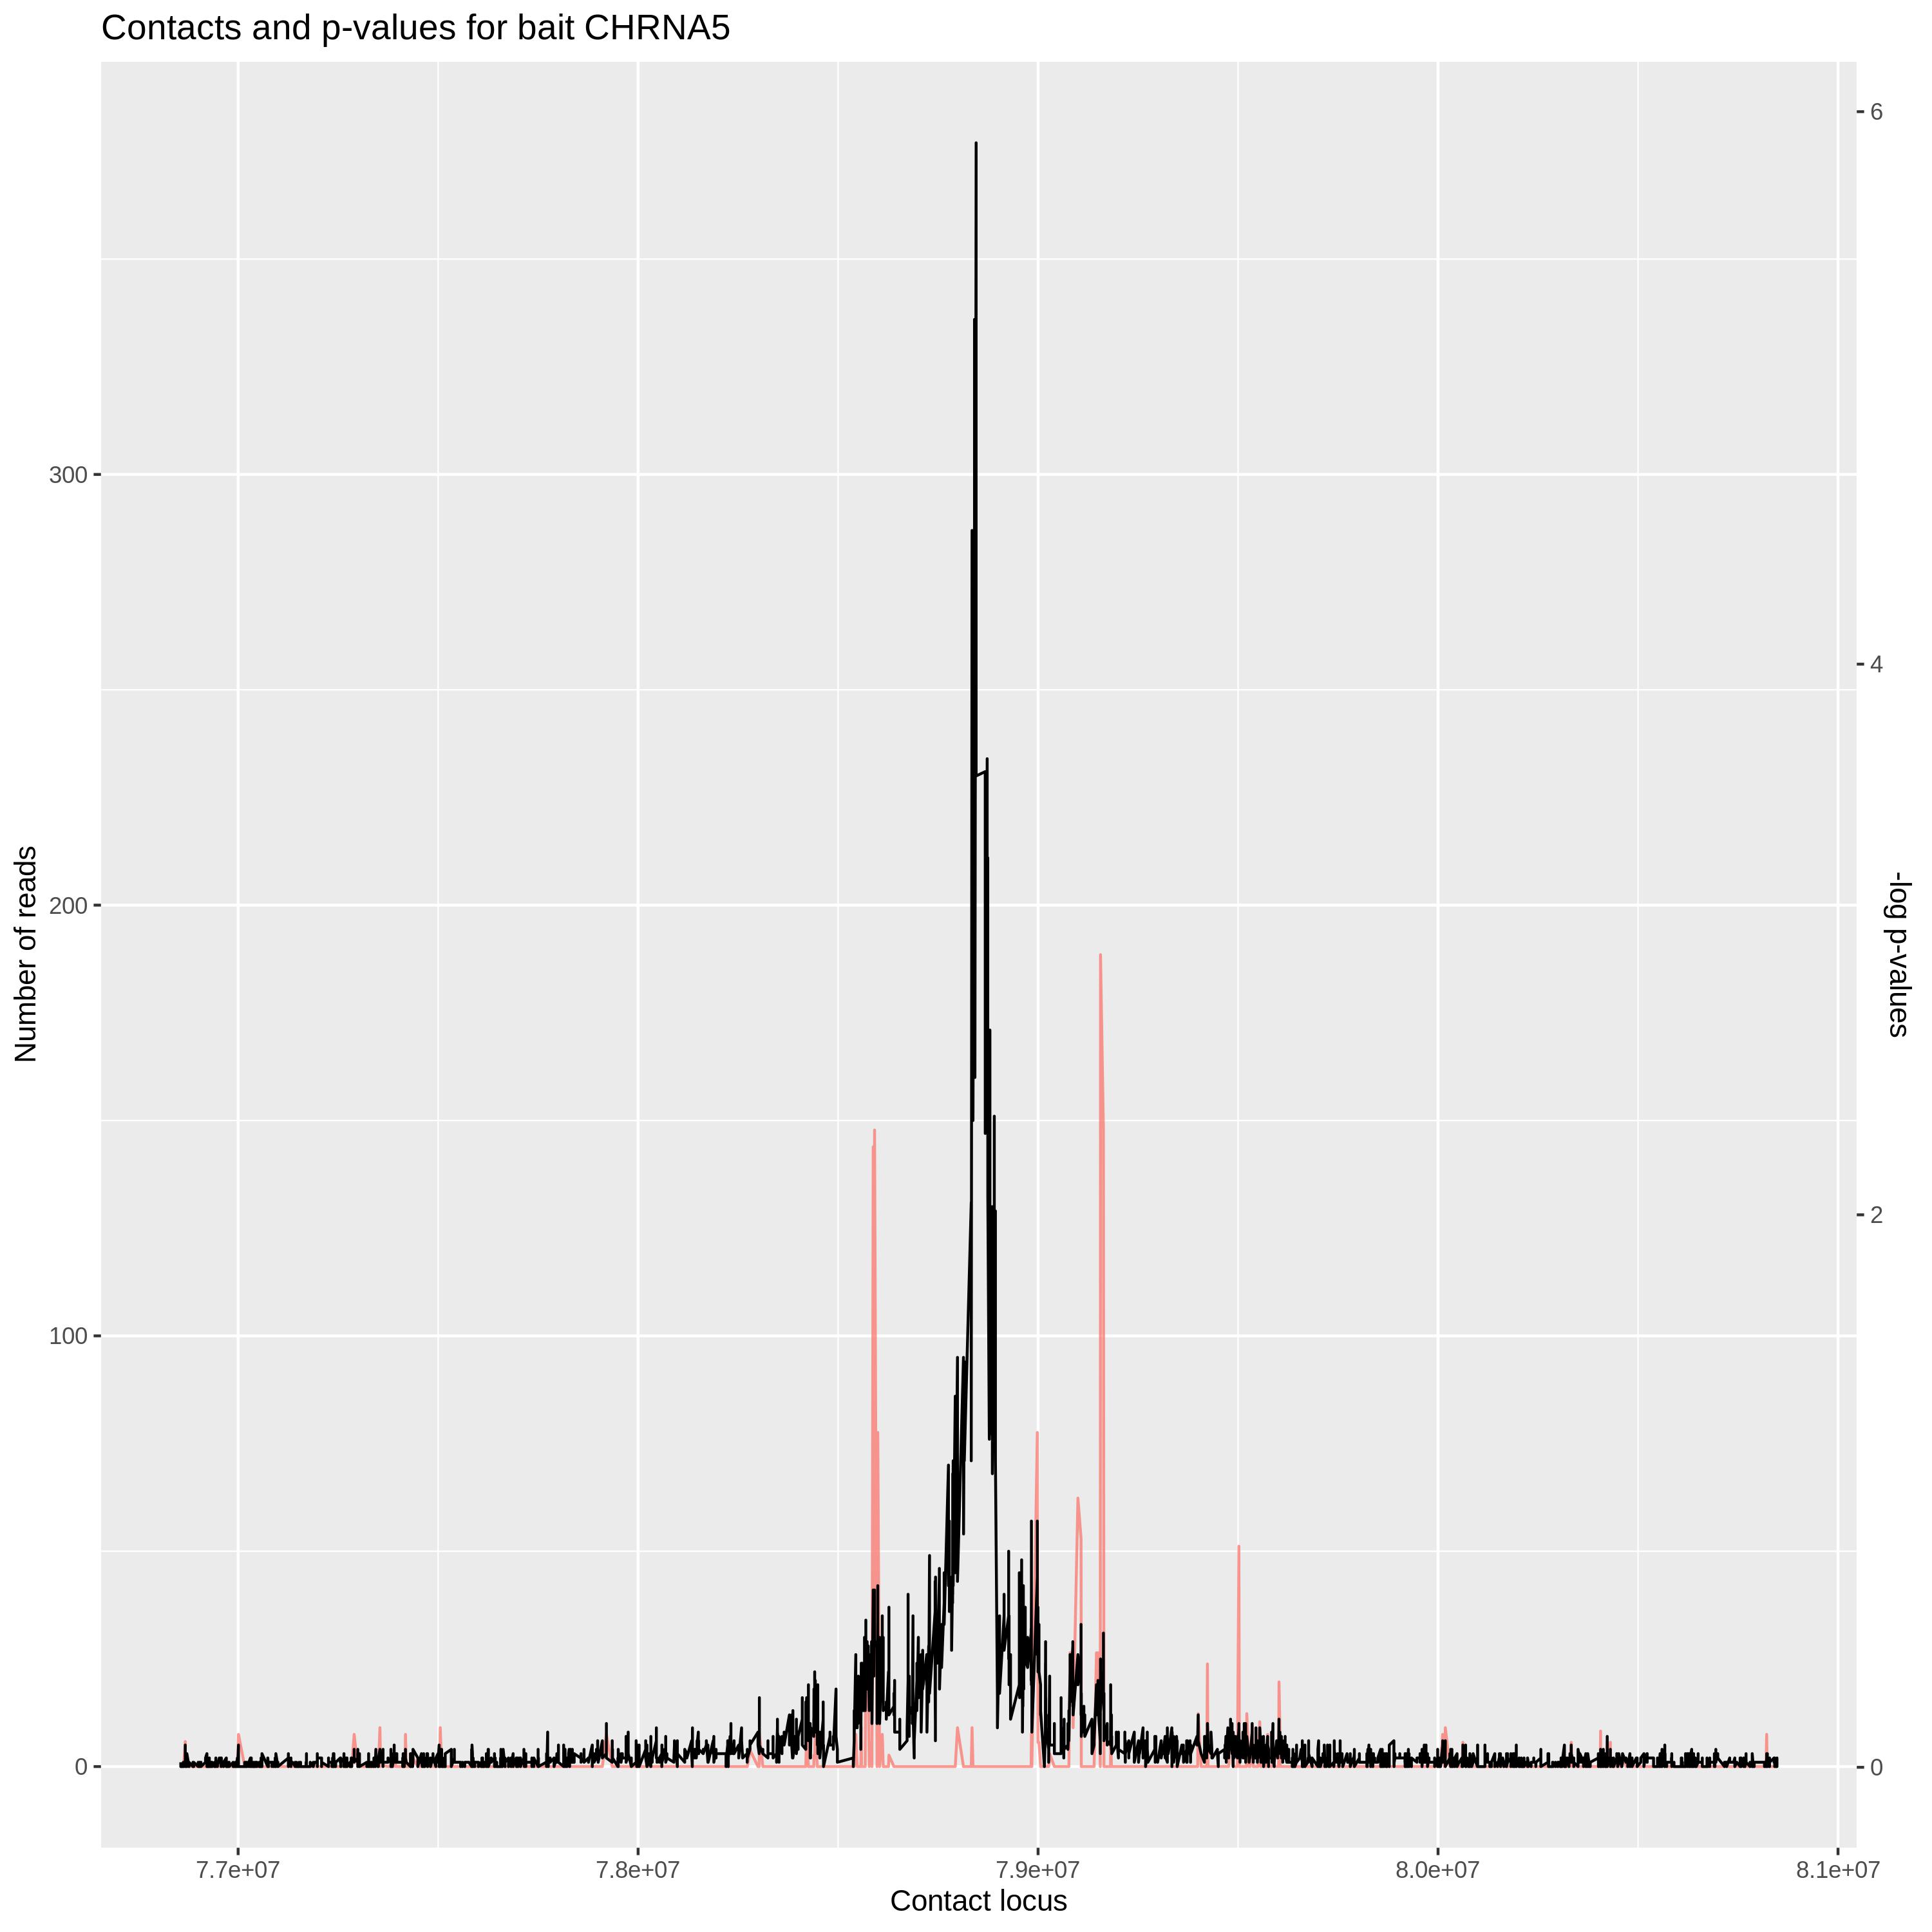 Contacts and p-values for bait CHRNA5
6
300
4
Number of reads
200
-log p-values
2
100
0
0
7.7e+07
7.8e+07
7.9e+07
8.0e+07
8.1e+07
Contact locus